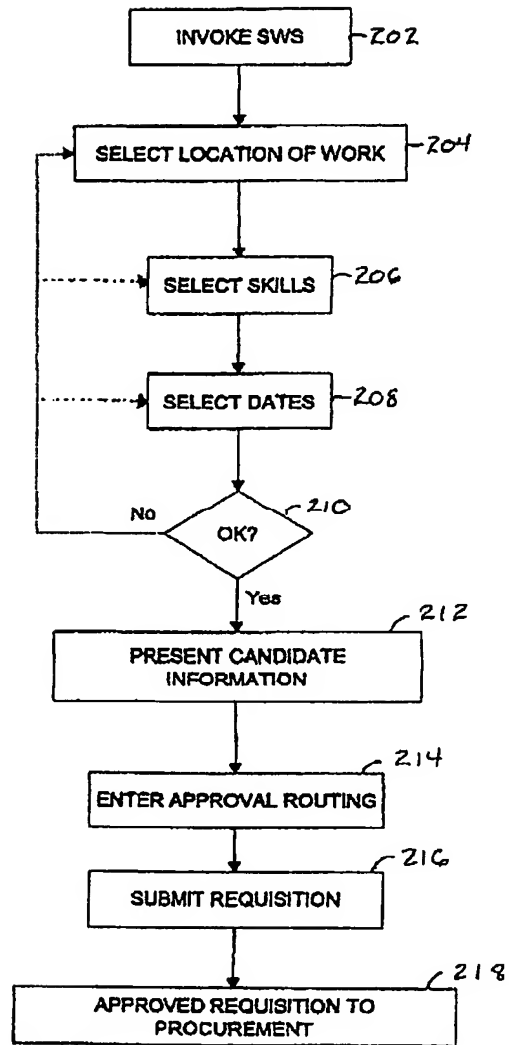 INVOKE SWS
202
SELECT LOCATION OF WORK
204
SELECT SKILLS
206
SELECT DATES
208
No
OK?
210
Yes
212
PRESENT CANDIDATE
INFORMATION
214
ENTER APPROVAL ROUTING
216
SUBMIT REQUISITION
218
APPROVED REQUISITION TO
PROCUREMENT